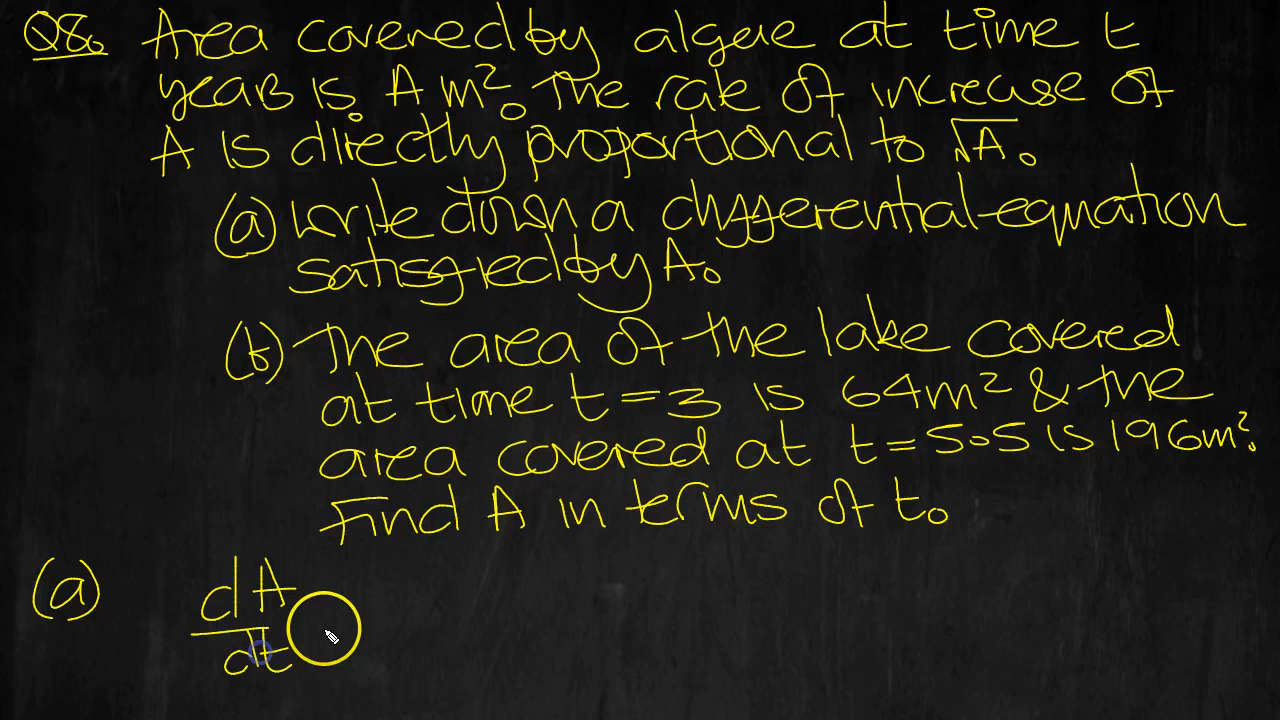 Q8. Area covered by algae at time t
years is A m². The rate of increase of
A is directly proportional to √A.
(a) Write down a differential equation
satisfied by A.
(b) The area of the lake covered
at time t = 3 is 64m² & the
area covered at t = 5.5 is 196m².
Find A in terms of t.
(a) dA
dt